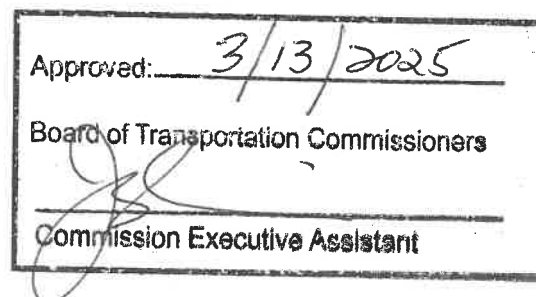 Approved: 3/13/2025
Board of Transportation Commissioners
Commission Executive Assistant